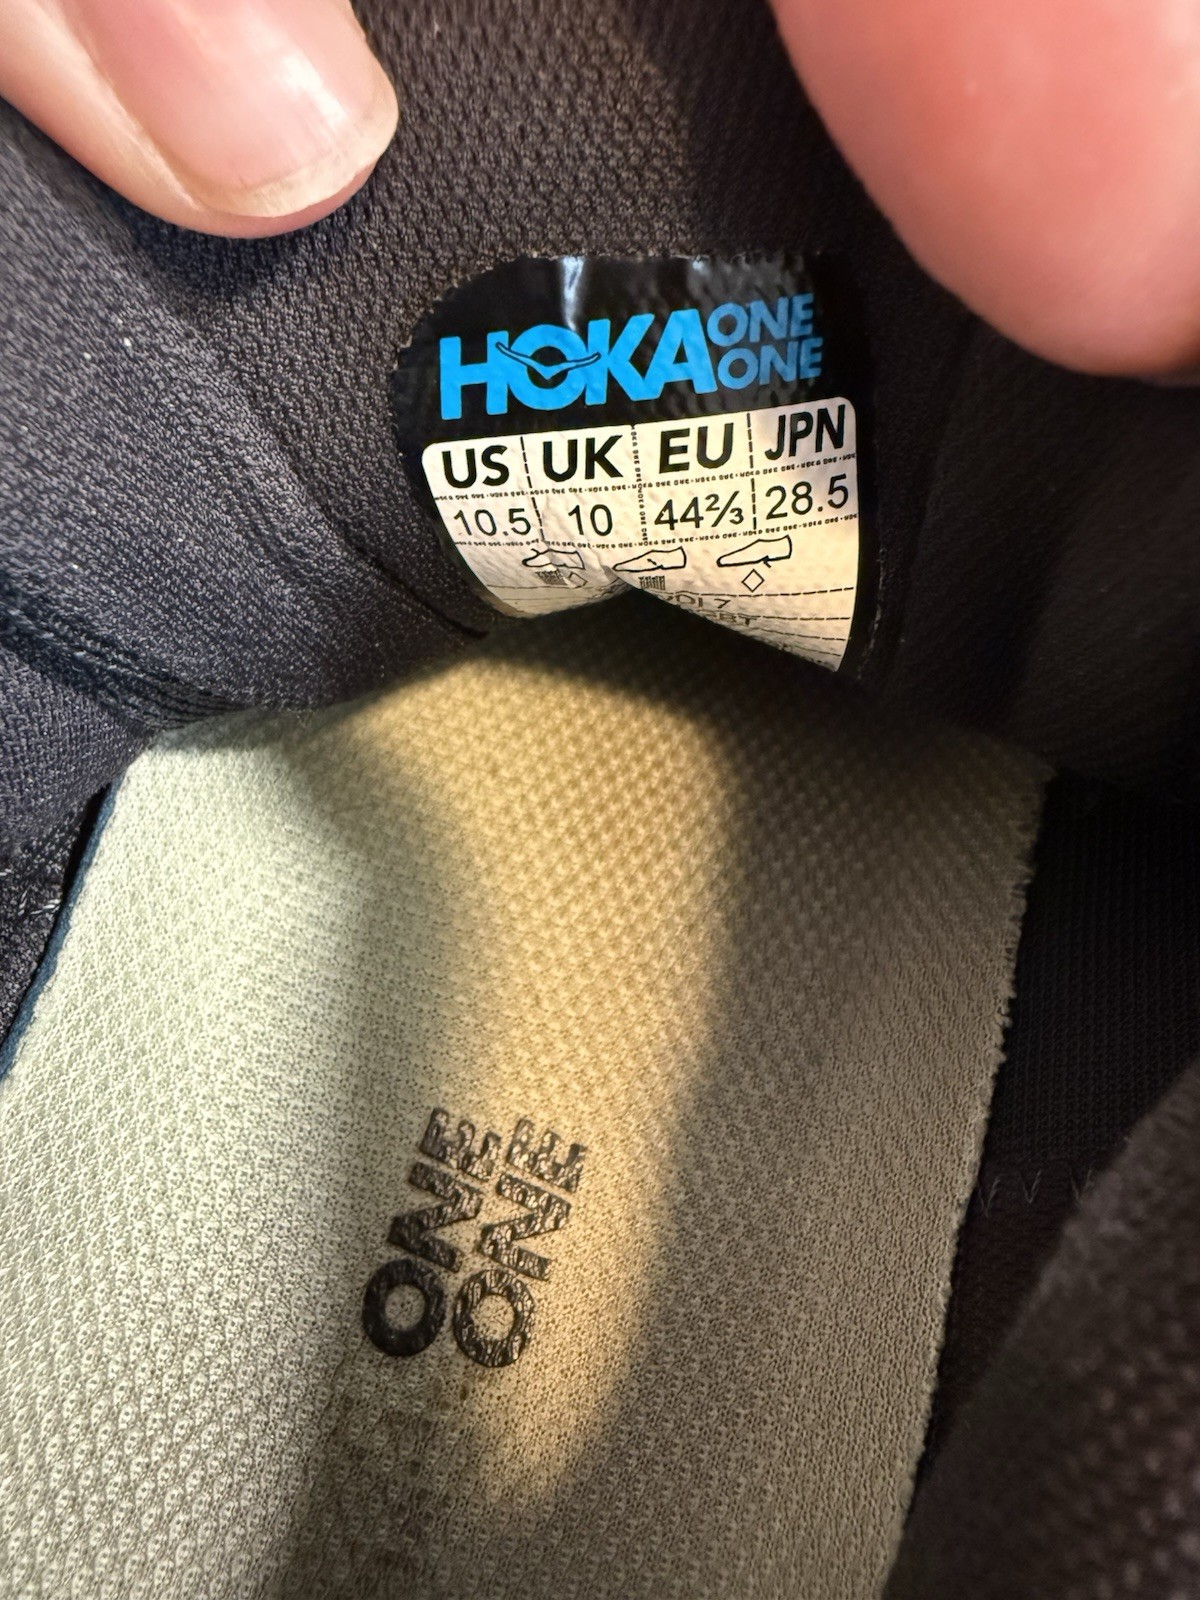 HOKA ONE ONE
US UK EU JPN
10.5 10 44⅔ 28.5
ONE
ONE